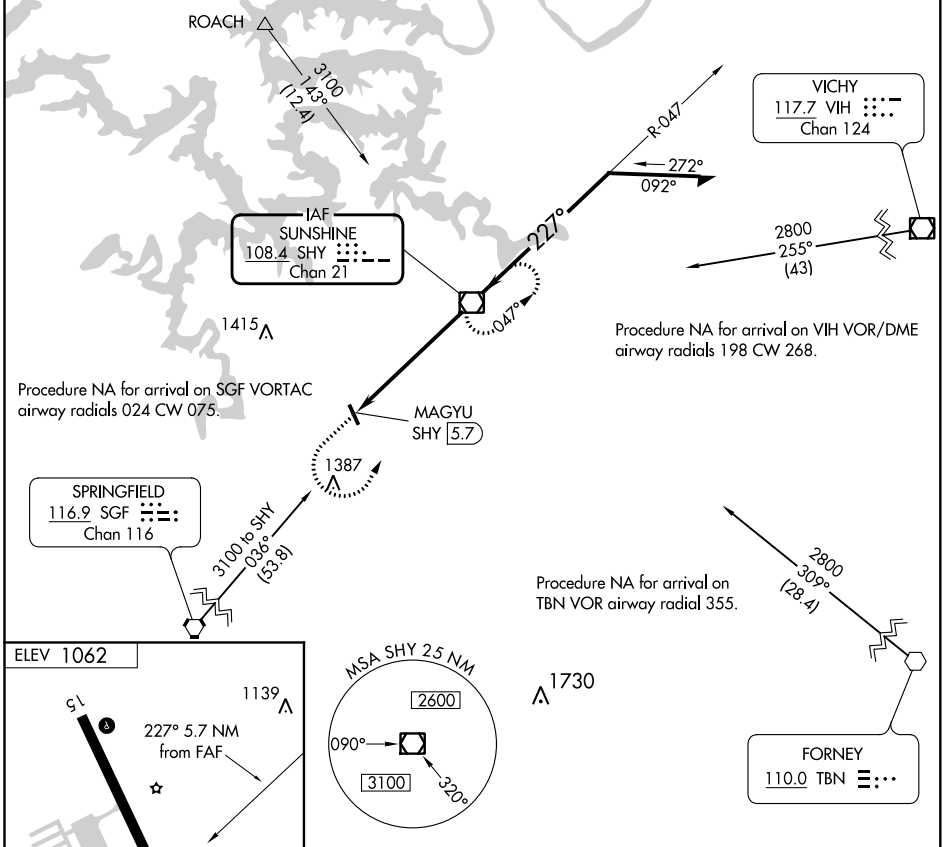 ROACH
3100
143°
(12.4)
R-047
272°
092°
VICHY
117.7 VIH
Chan 124
IAF
SUNSHINE
108.4 SHY
Chan 21
227°
047°
2800
255°
(43)
1415
Procedure NA for arrival on VIH VOR/DME
airway radials 198 CW 268.
Procedure NA for arrival on SGF VORTAC
airway radials 024 CW 075.
MAGYU
SHY 5.7
1387
SPRINGFIELD
116.9 SGF
Chan 116
3100 to SHY
036°
(53.8)
2800
309°
(28.4)
Procedure NA for arrival on
TBN VOR airway radial 355.
ELEV 1062
15
1139
227° 5.7 NM
from FAF
MSA SHY 25 NM
2600
090°
3100
320°
1730
FORNEY
110.0 TBN